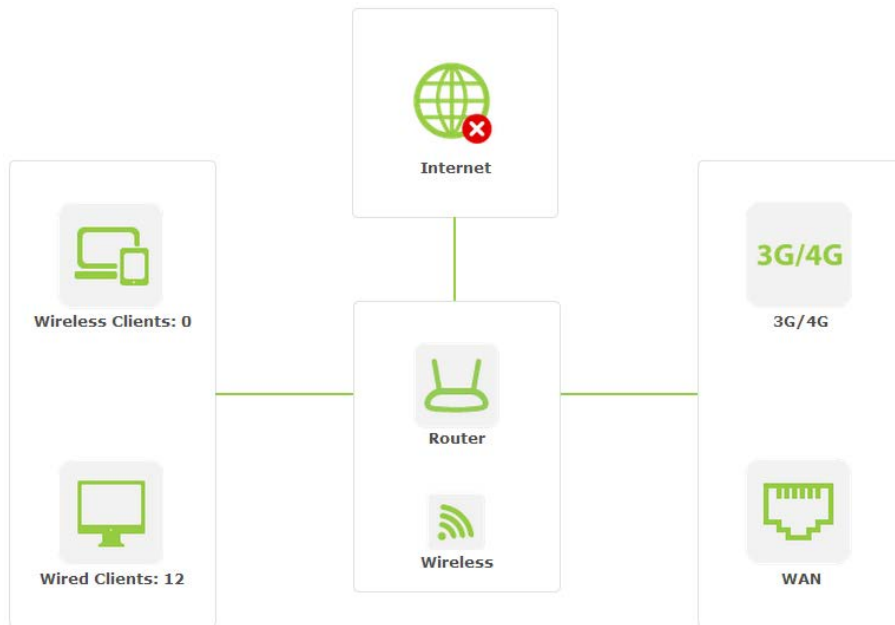 Internet
Wireless Clients: 0
3G/4G
3G/4G
Router
Wireless
Wired Clients: 12
WAN